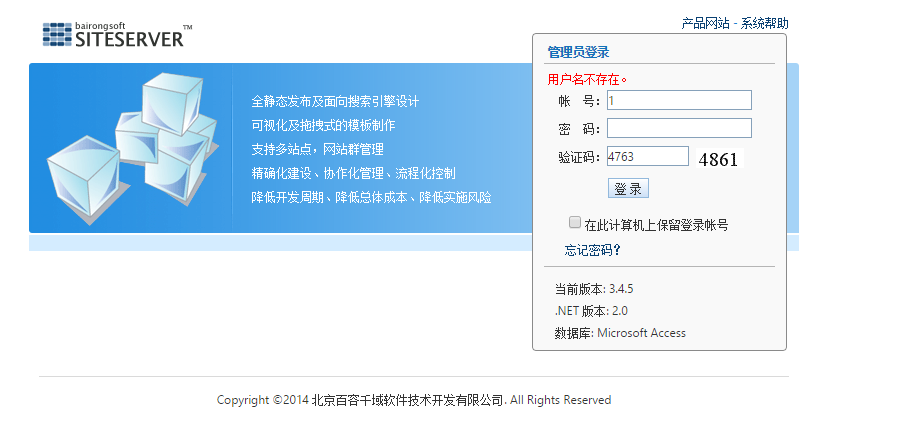 bairongsoft
SITESERVER™
产品网站 - 系统帮助
全静态发布及面向搜索引擎设计
可视化及拖拽式的模板制作
支持多站点，网站群管理
精确化建设、协作化管理、流程化控制
降低开发周期、降低总体成本、降低实施风险
管理员登录
用户名不存在。
帐 号: 1
密 码:
验证码: 4763 4861
登 录
在此计算机上保留登录帐号
忘记密码?
当前版本: 3.4.5
.NET 版本: 2.0
数据库: Microsoft Access
Copyright ©2014 北京百容千域软件技术开发有限公司. All Rights Reserved